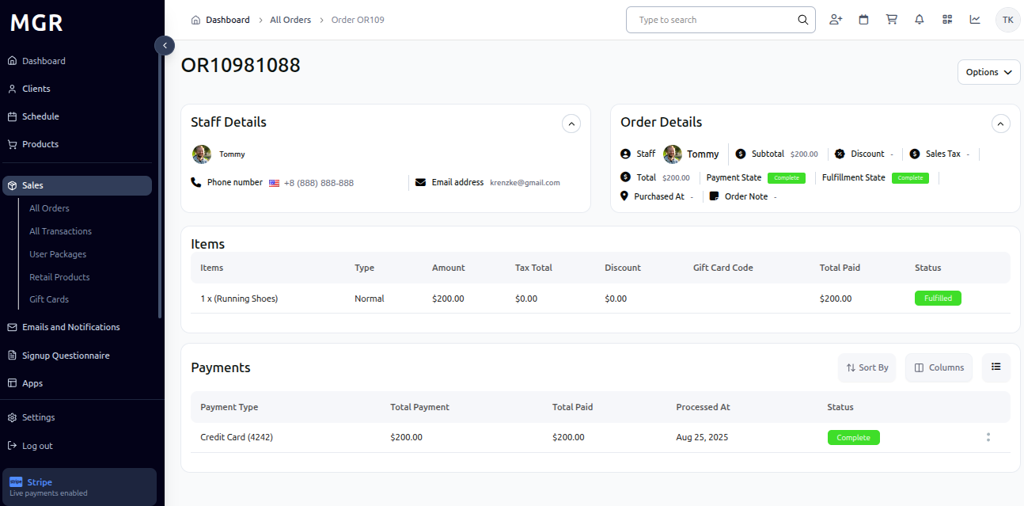 MGR
Dashboard
Clients
Schedule
Products
Sales
All Orders
All Transactions
User Packages
Retail Products
Gift Cards
Emails and Notifications
Signup Questionnaire
Apps
Settings
Log out
Stripe
Live payments enabled
Dashboard > All Orders > Order OR109
Type to search
TK
OR10981088
Options
Staff Details
Tommy
Phone number +8 (888) 888-888 Email address krenzke@gmail.com
Order Details
Staff Tommy Subtotal $200.00 Discount - Sales Tax -
Total $200.00 Payment State Complete Fulfillment State Complete
Purchased At - Order Note -
Items
Items Type Amount Tax Total Discount Gift Card Code Total Paid Status
1 x (Running Shoes) Normal $200.00 $0.00 $0.00 $200.00 Fulfilled
Payments
Sort By Columns
Payment Type Total Payment Total Paid Processed At Status
Credit Card (4242) $200.00 $200.00 Aug 25, 2025 Complete